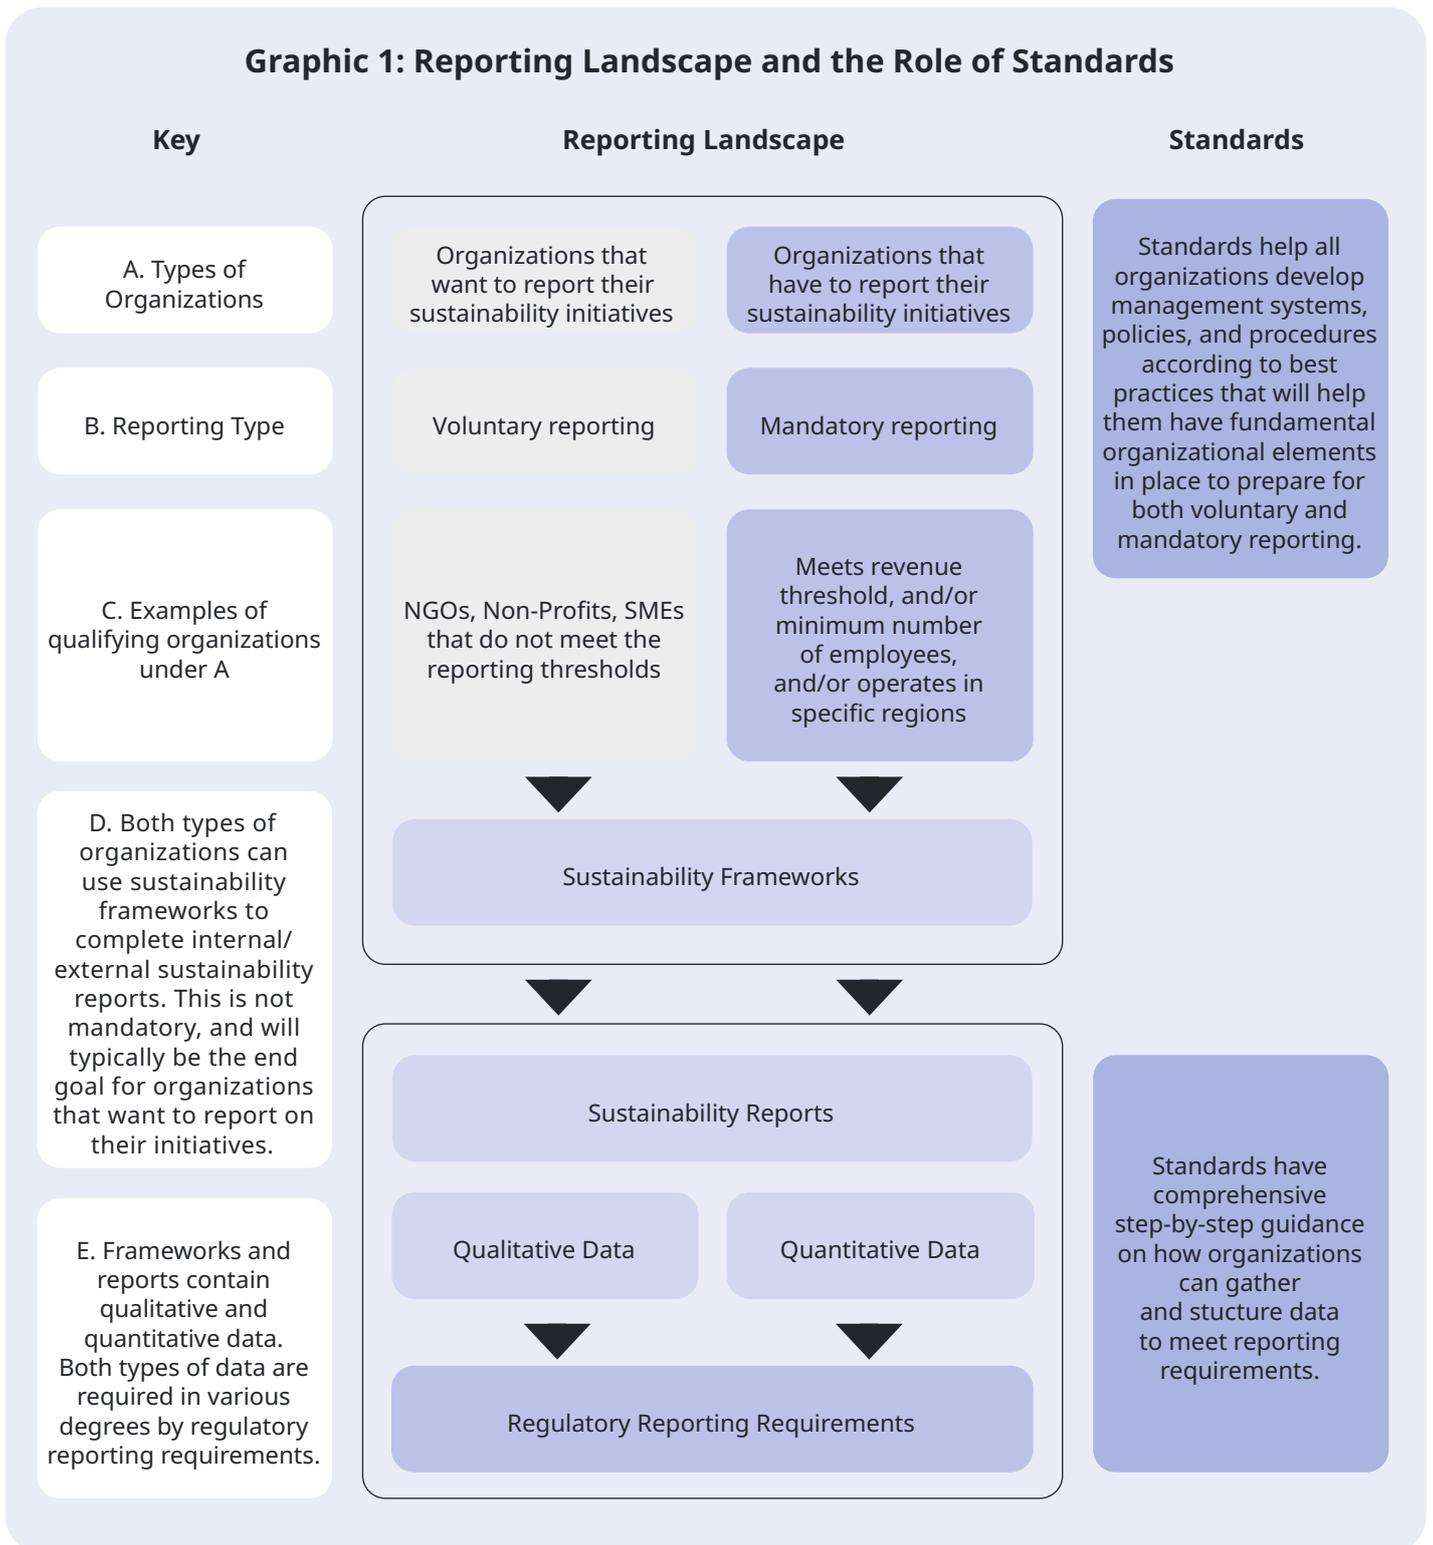 Graphic 1: Reporting Landscape and the Role of Standards
Key
Reporting Landscape
Standards
A. Types of
Organizations
Organizations that
want to report their
sustainability initiatives
Organizations that
have to report their
sustainability initiatives
Standards help all
organizations develop
management systems,
policies, and procedures
according to best
practices that will help
them have fundamental
organizational elements
in place to prepare for
both voluntary and
mandatory reporting.
B. Reporting Type
Voluntary reporting
Mandatory reporting
C. Examples of
qualifying organizations
under A
NGOs, Non-Profits, SMEs
that do not meet the
reporting thresholds
Meets revenue
threshold, and/or
minimum number
of employees,
and/or operates in
specific regions
D. Both types of
organizations can
use sustainability
frameworks to
complete internal/
external sustainability
reports. This is not
mandatory, and will
typically be the end
goal for organizations
that want to report on
their initiatives.
Sustainability Frameworks
Sustainability Reports
E. Frameworks and
reports contain
qualitative and
quantitative data.
Both types of data are
required in various
degrees by regulatory
reporting requirements.
Qualitative Data
Quantitative Data
Regulatory Reporting Requirements
Standards have
comprehensive
step-by-step guidance
on how organizations
can gather
and stucture data
to meet reporting
requirements.